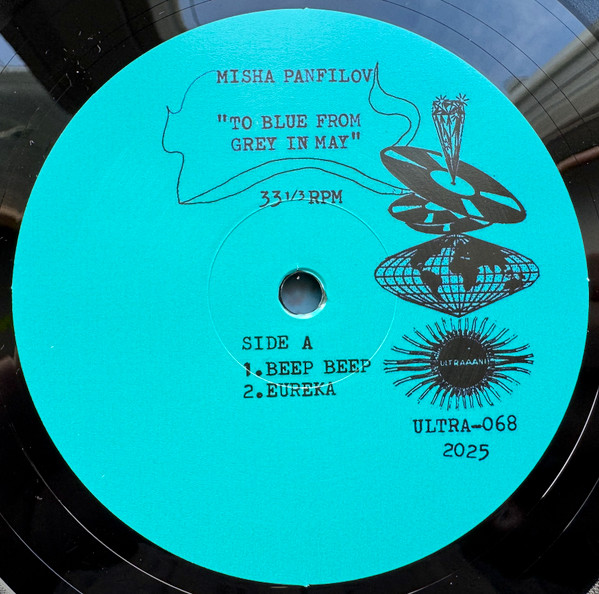 MISHA PANFILOV
"TO BLUE FROM
GREY IN MAY"
33 1/3 RPM
SIDE A
1.BEEP BEEP
2.EUREKA
ULTRAÄÄNI
ULTRA-068
2025